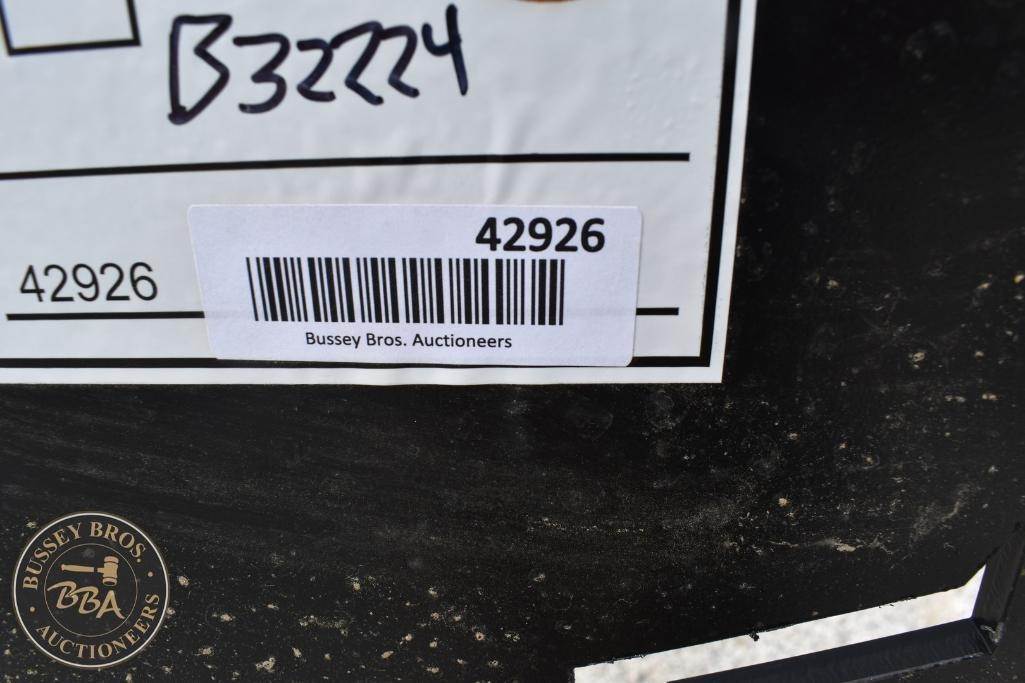 B32224
42926
42926
Bussey Bros. Auctioneers
BUSSEY BROS.
BBA
AUCTIONEERS